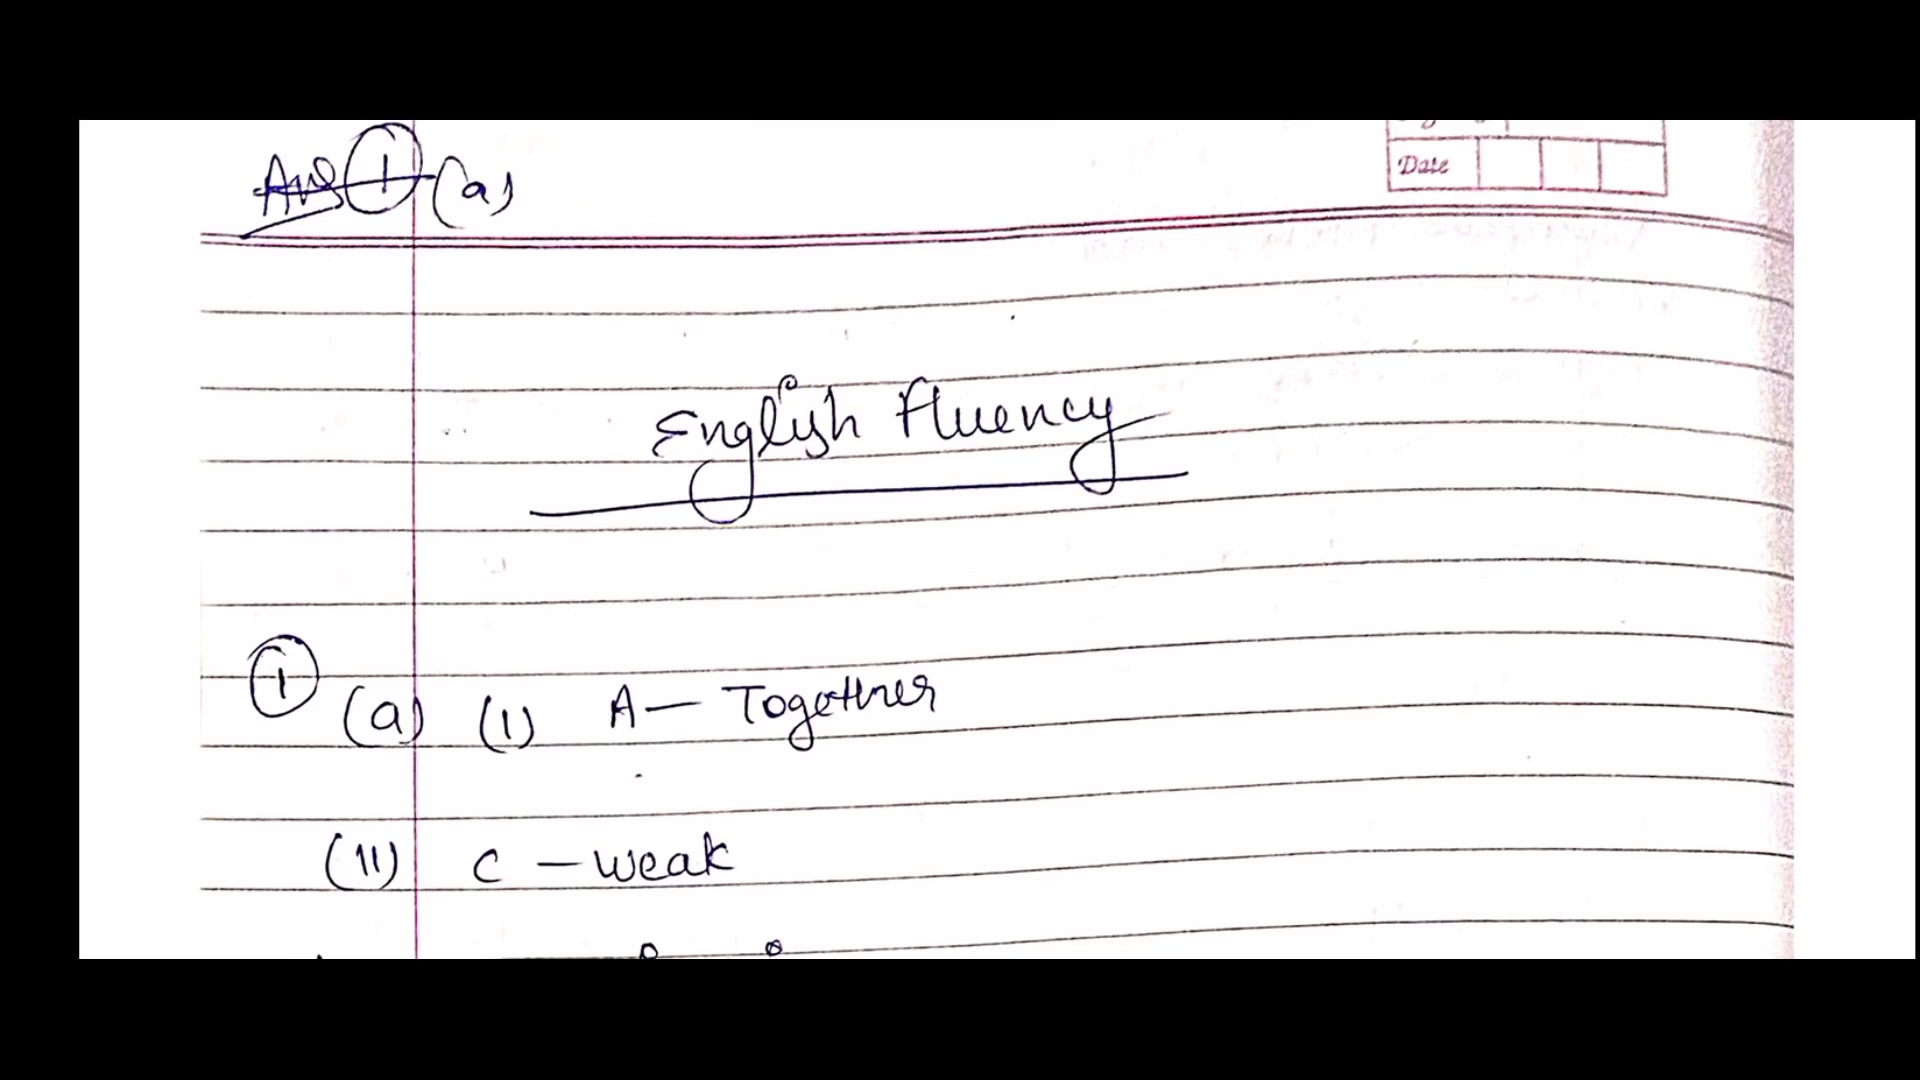 Ans 1 (a)
Date
English Fluency
1 (a) (I) A — Together
(II) C — weak